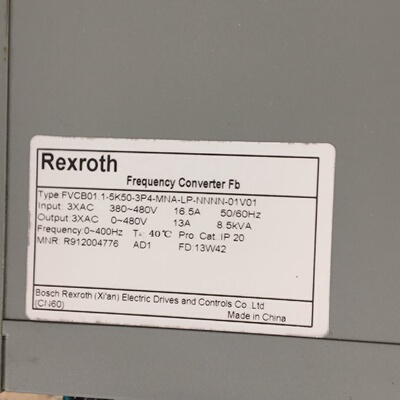 Rexroth
Frequency Converter Fb
Type:FVCB01.1-5K50-3P4-MNA-LP-NNNN-01V01
Input: 3XAC 380~480V 16.5A 50/60Hz
Output:3XAC 0~480V 13A 8.5kVA
Frequency:0~400Hz T≤ 40℃ Pro. Cat. IP 20
MNR: R912004776 AD1 FD:13W42
Bosch Rexroth (Xi'an) Electric Drives and Controls Co. Ltd
(CN60) Made in China